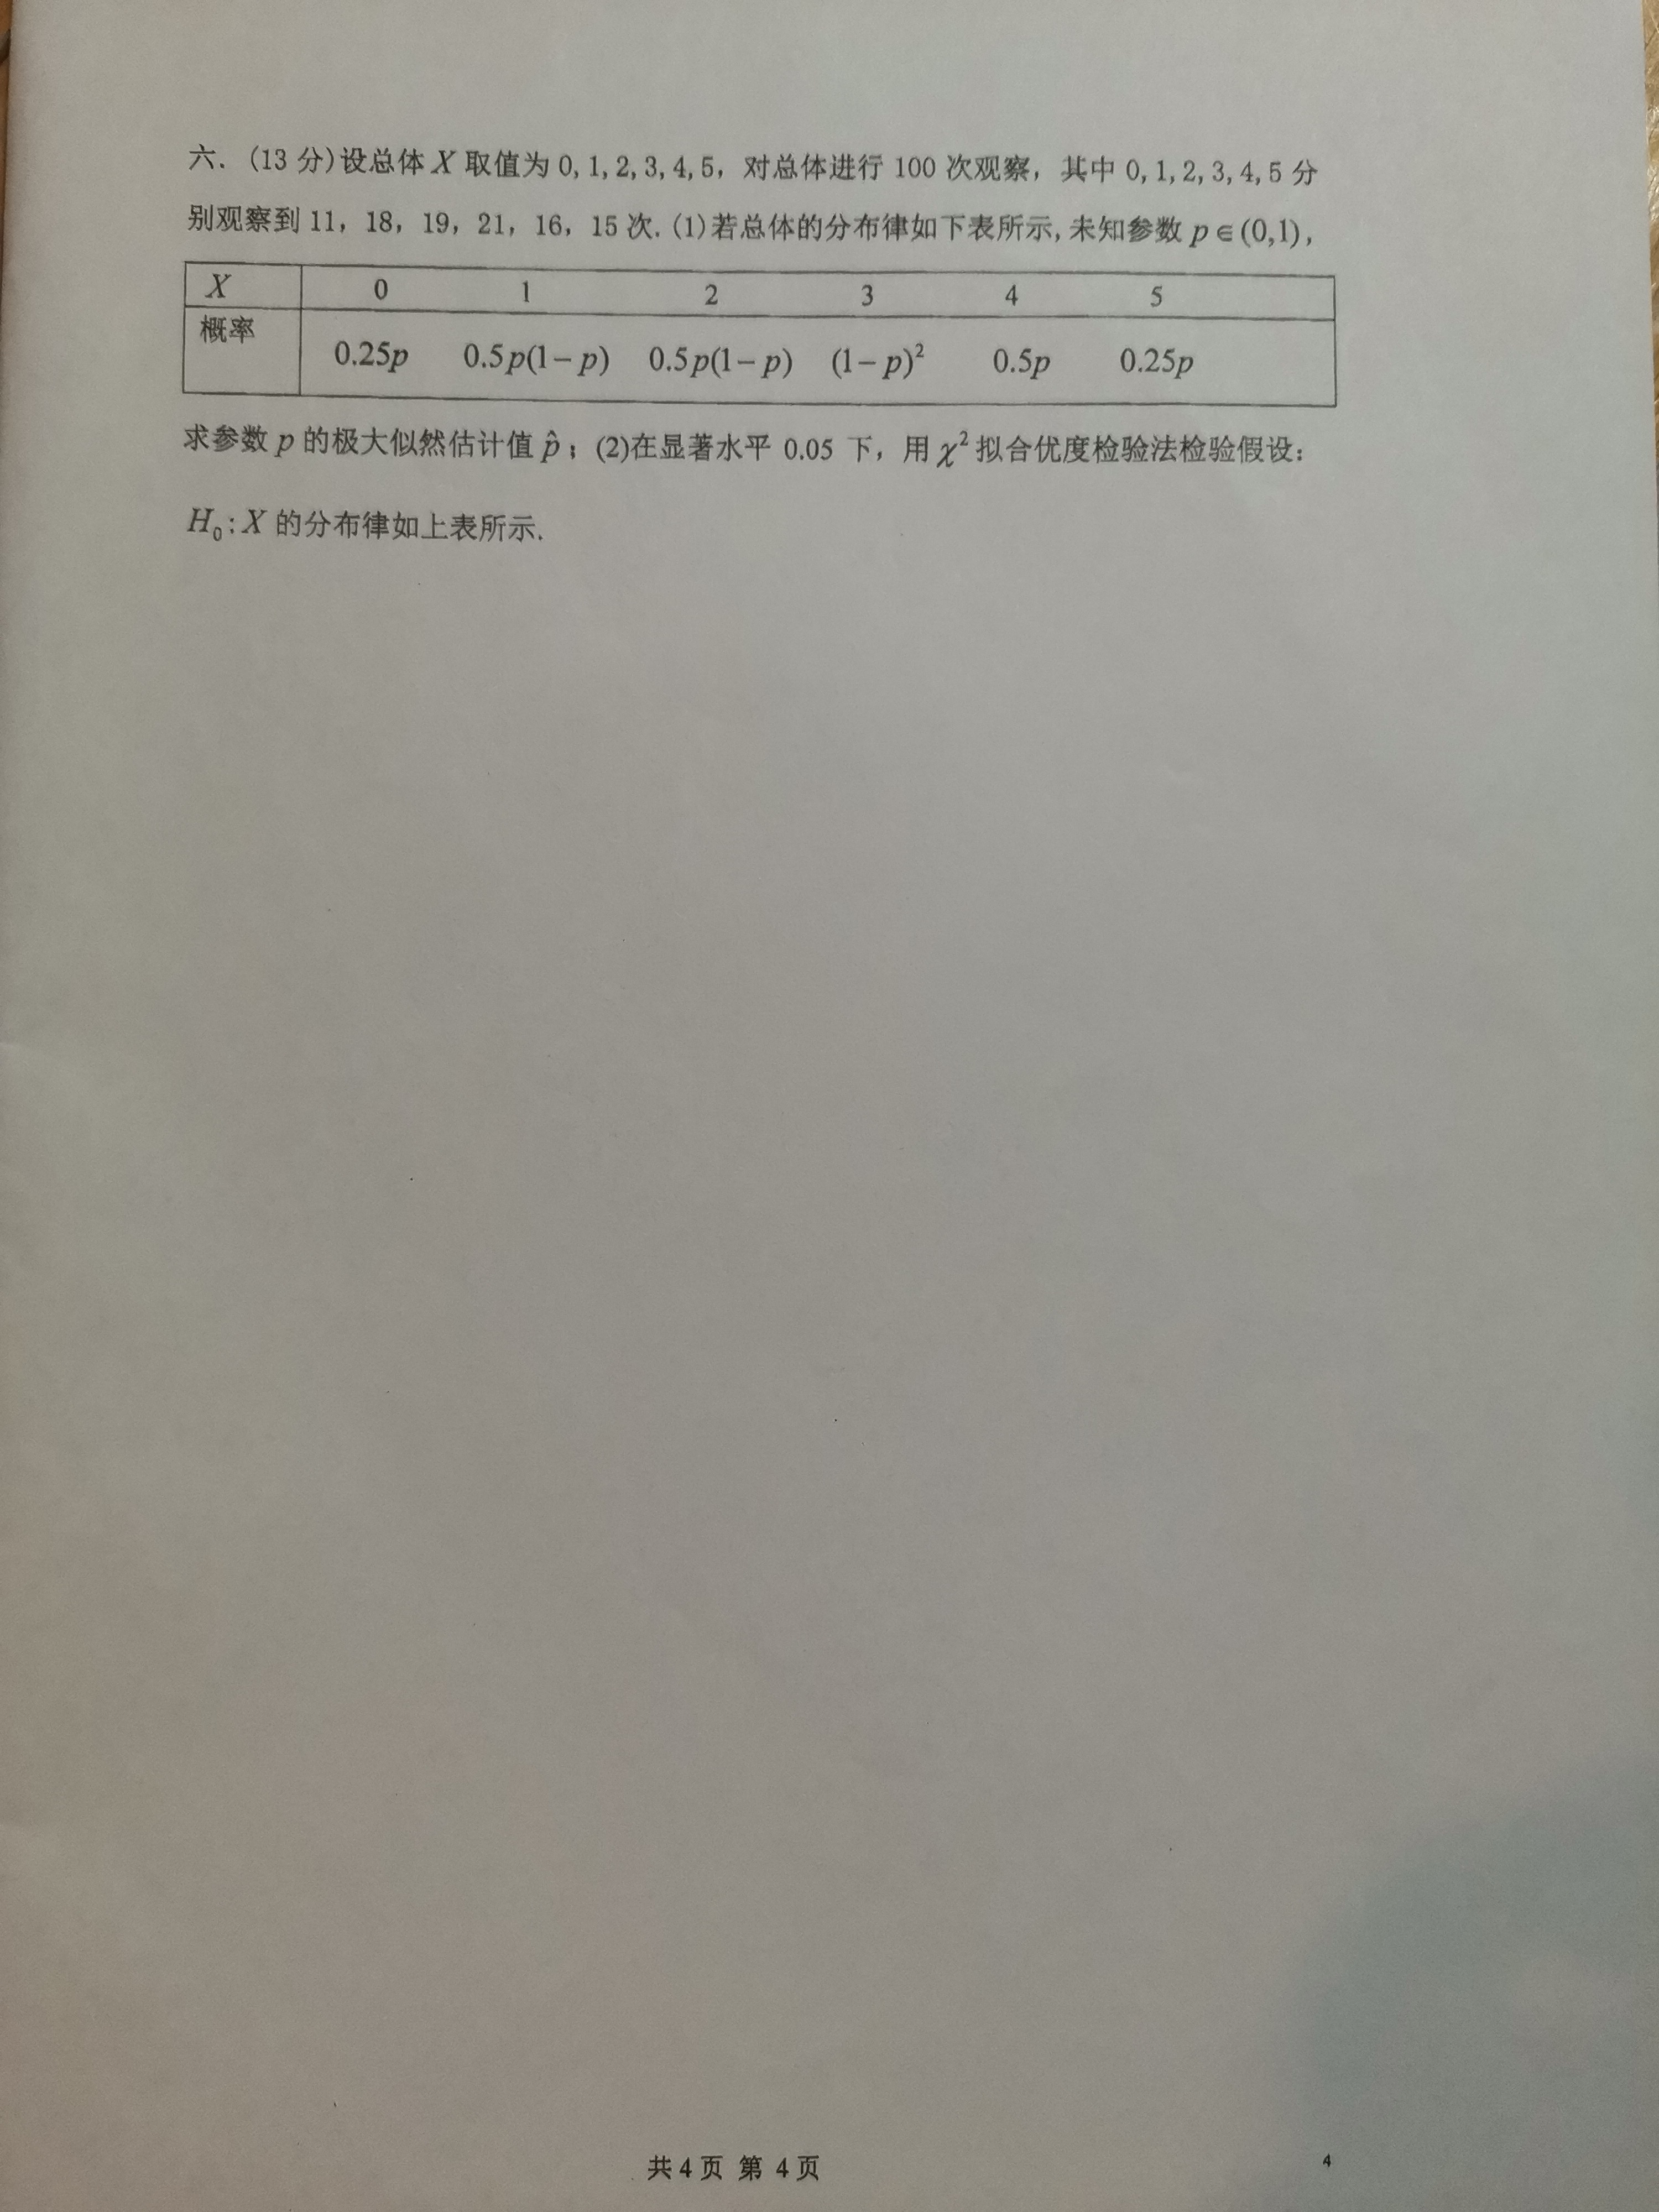 六. (13 分)设总体 X 取值为 0, 1, 2, 3, 4, 5，对总体进行 100 次观察，其中 0, 1, 2, 3, 4, 5 分
别观察到 11，18，19，21，16，15 次. (1)若总体的分布律如下表所示, 未知参数 p∈(0,1)，
X 0 1 2 3 4 5
概率 0.25p 0.5p(1−p) 0.5p(1−p) (1−p)² 0.5p 0.25p
求参数 p 的极大似然估计值 p̂；(2)在显著水平 0.05 下，用 χ² 拟合优度检验法检验假设：
H₀: X 的分布律如上表所示.
共 4 页 第 4 页
4